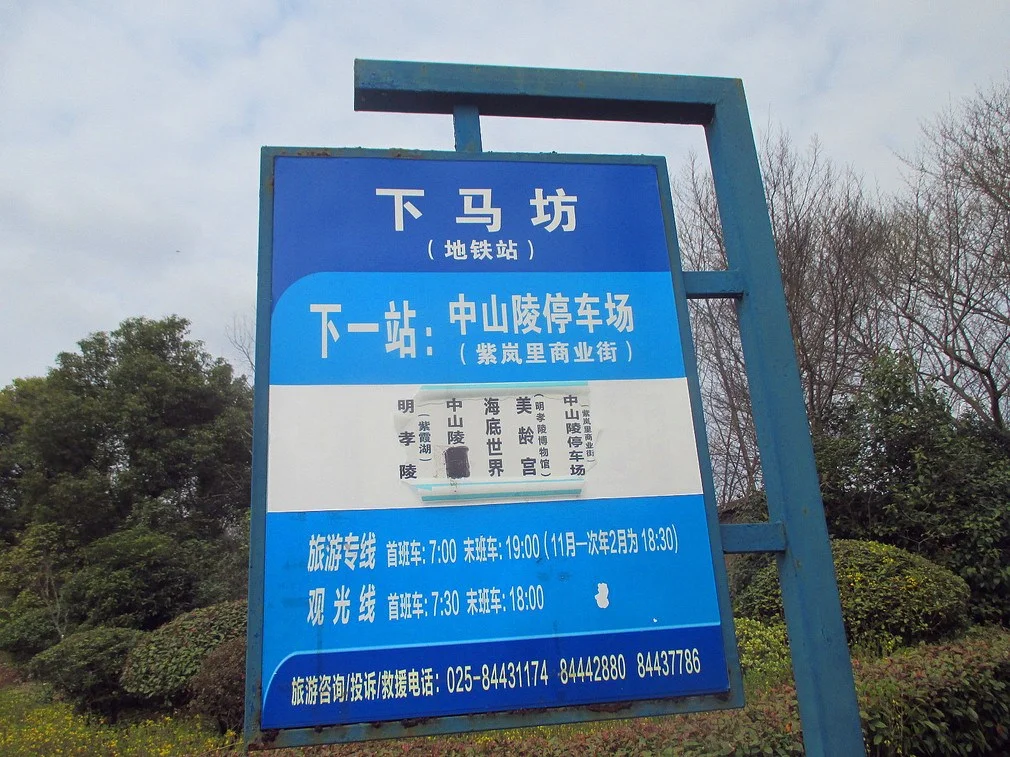 下马坊
（地铁站）
下一站：中山陵停车场
（紫岚里商业街）
明孝陵
（紫霞湖）
中山陵
海底世界
美龄宫
（明孝陵博物馆）
中山陵停车场
（紫岚里商业街）
旅游专线 首班车：7:00 末班车：19:00（11月一次年2月为18:30）
观光线 首班车：7:30 末班车：18:00
旅游咨询/投诉/救援电话：025-84431174 84442880 84437786